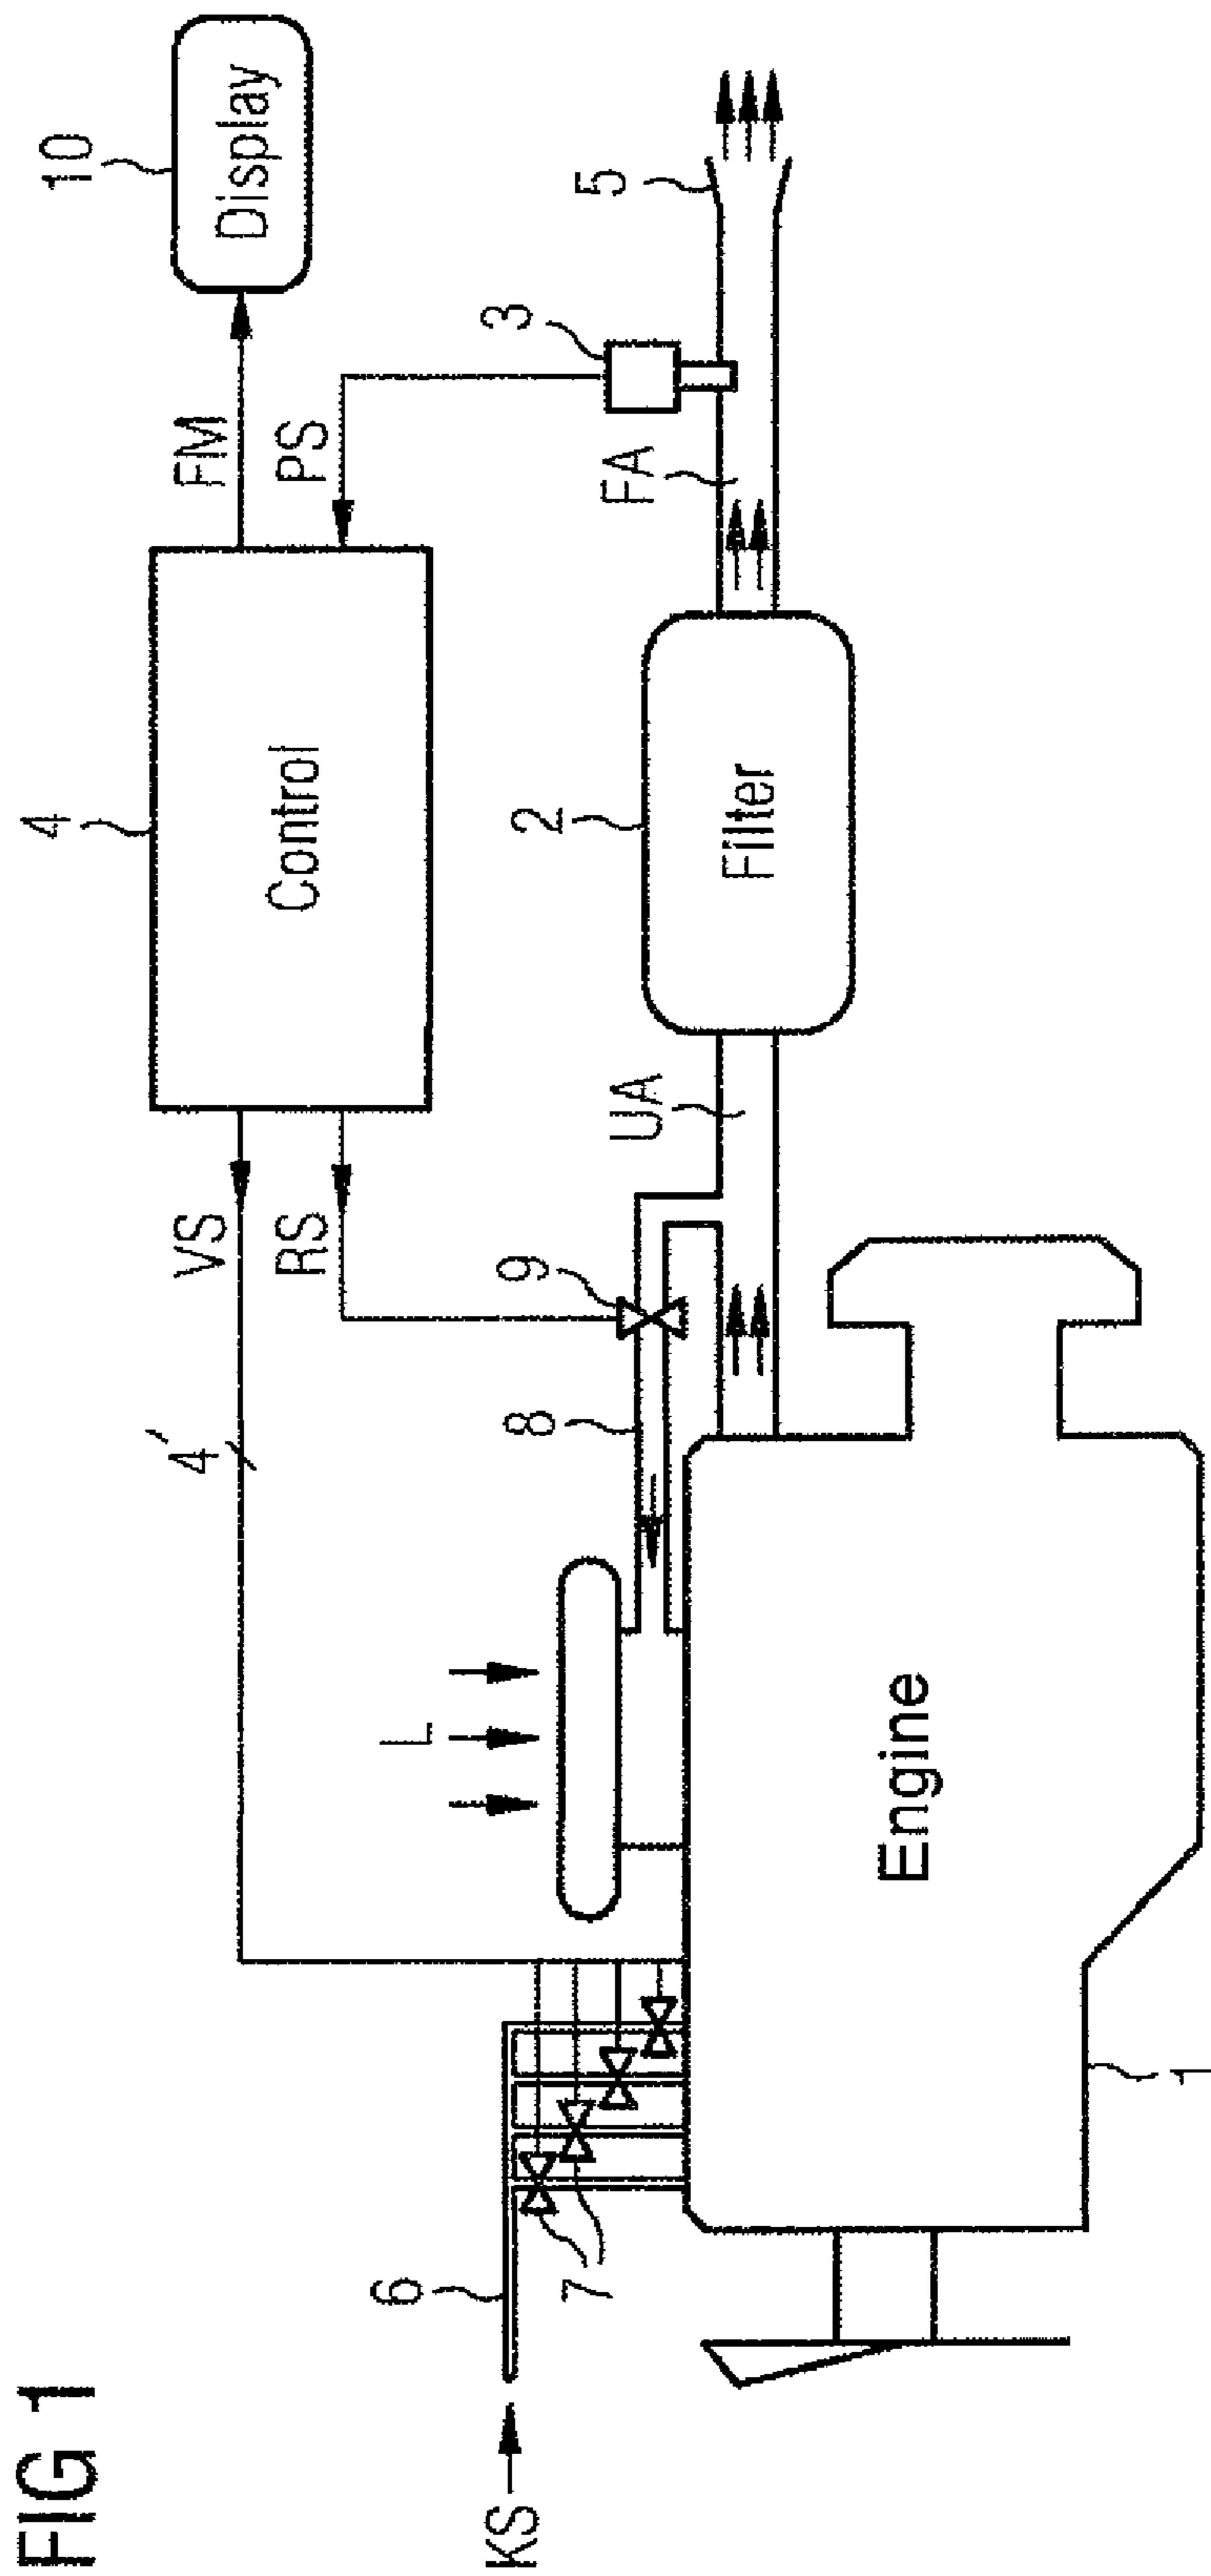 FIG 1
10
Display
FM
PS
4
Control
VS
RS
4'
3
5
FA
2
Filter
UA
9
8
L
6
7
KS
Engine
1